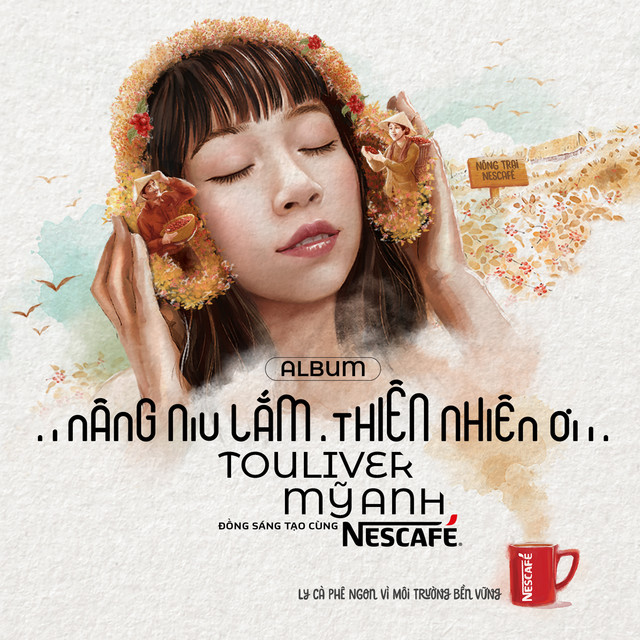 NÔNG TRẠI
NESCAFÉ
ALBUM
..NÂNG NIU LẮM.THIÊN NHIÊN ƠI...
TOULIVER
MỸ ANH
ĐỒNG SÁNG TẠO CÙNG NESCAFÉ®
NESCAFÉ
LY CÀ PHÊ NGON VÌ MÔI TRƯỜNG BỀN VỮNG